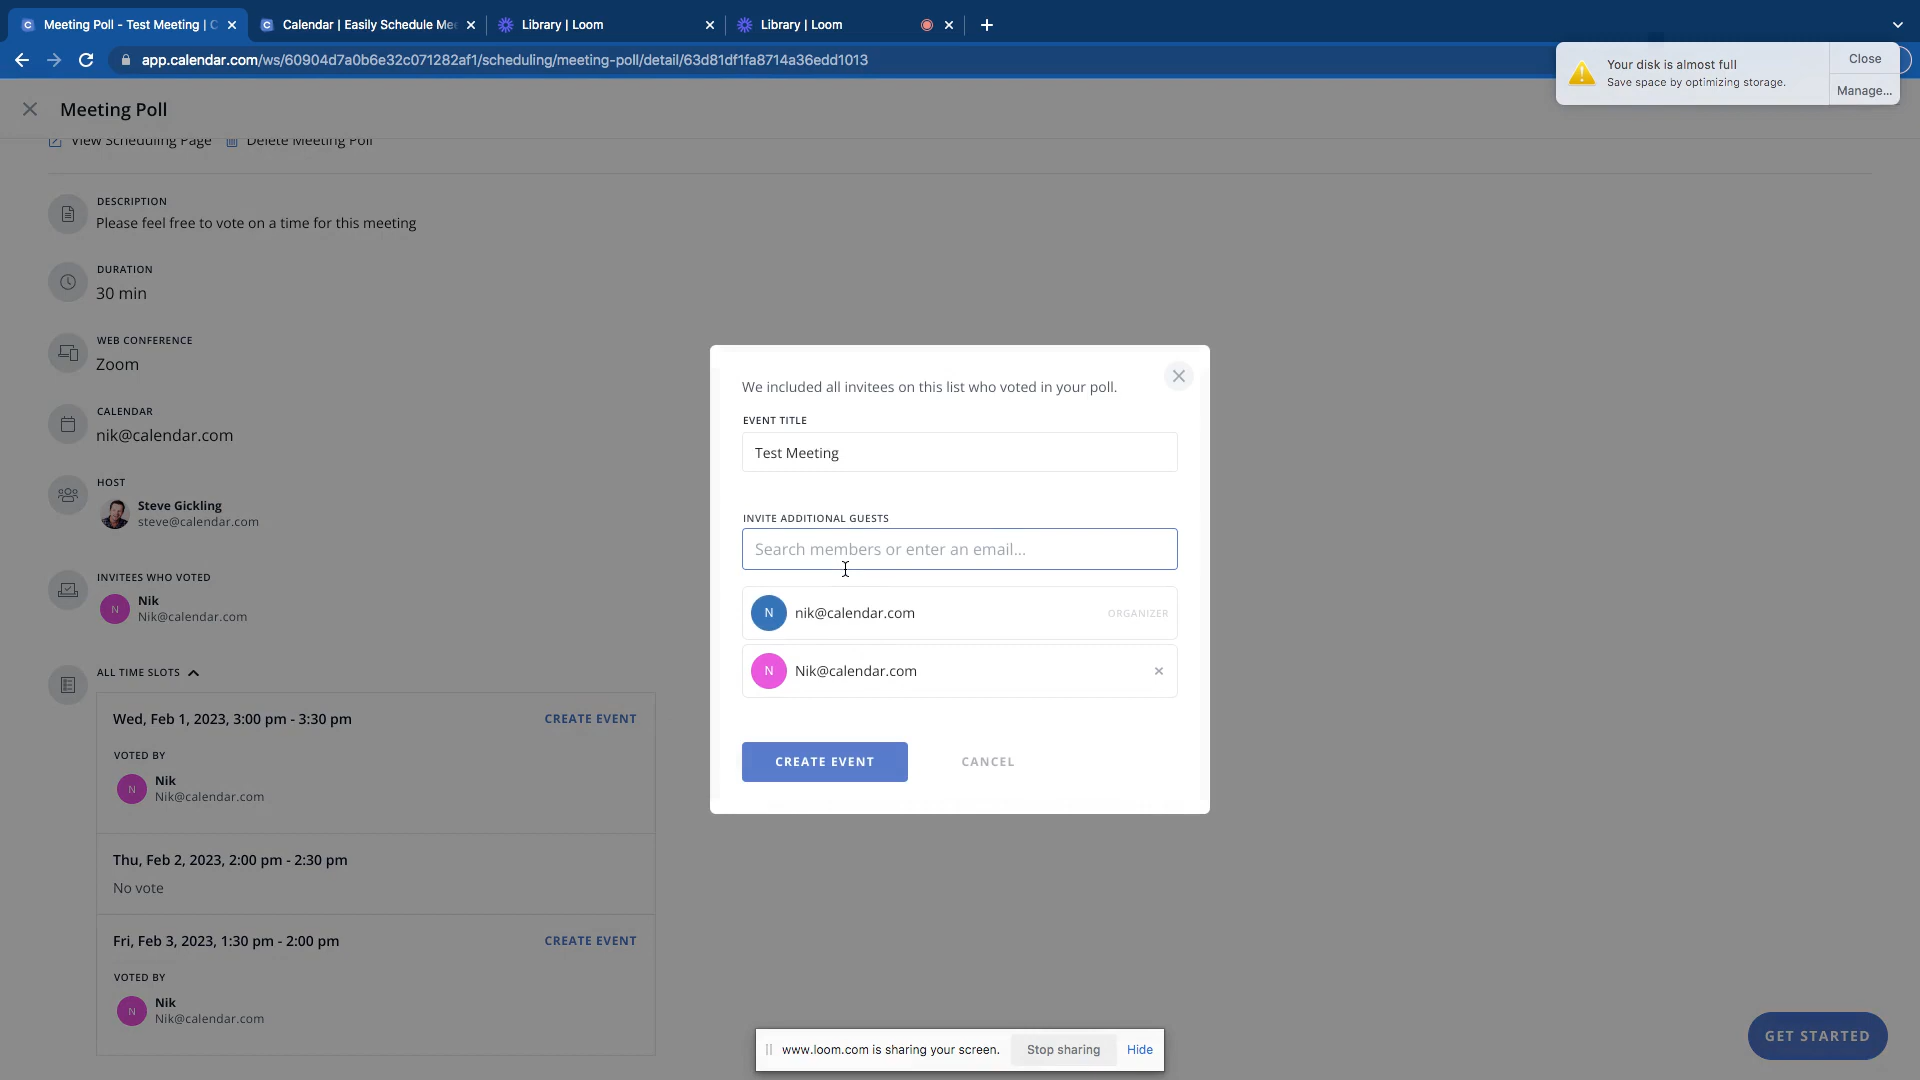 Meeting Poll - Test Meeting | C
Calendar | Easily Schedule Mee
Library | Loom
Library | Loom
app.calendar.com/ws/60904d7a0b6e32c071282af1/scheduling/meeting-poll/detail/63d81df1fa8714a36edd1013
Your disk is almost full
Save space by optimizing storage.
Close
Manage...
Meeting Poll
View Scheduling Page
Delete Meeting Poll
DESCRIPTION
Please feel free to vote on a time for this meeting
DURATION
30 min
WEB CONFERENCE
Zoom
CALENDAR
nik@calendar.com
HOST
Steve Gickling
steve@calendar.com
INVITEES WHO VOTED
N
Nik
Nik@calendar.com
ALL TIME SLOTS
Wed, Feb 1, 2023, 3:00 pm - 3:30 pm
CREATE EVENT
VOTED BY
N
Nik
Nik@calendar.com
Thu, Feb 2, 2023, 2:00 pm - 2:30 pm
No vote
Fri, Feb 3, 2023, 1:30 pm - 2:00 pm
CREATE EVENT
VOTED BY
N
Nik
Nik@calendar.com
We included all invitees on this list who voted in your poll.
EVENT TITLE
Test Meeting
INVITE ADDITIONAL GUESTS
Search members or enter an email...
N
nik@calendar.com
ORGANIZER
N
Nik@calendar.com
CREATE EVENT
CANCEL
www.loom.com is sharing your screen.
Stop sharing
Hide
GET STARTED